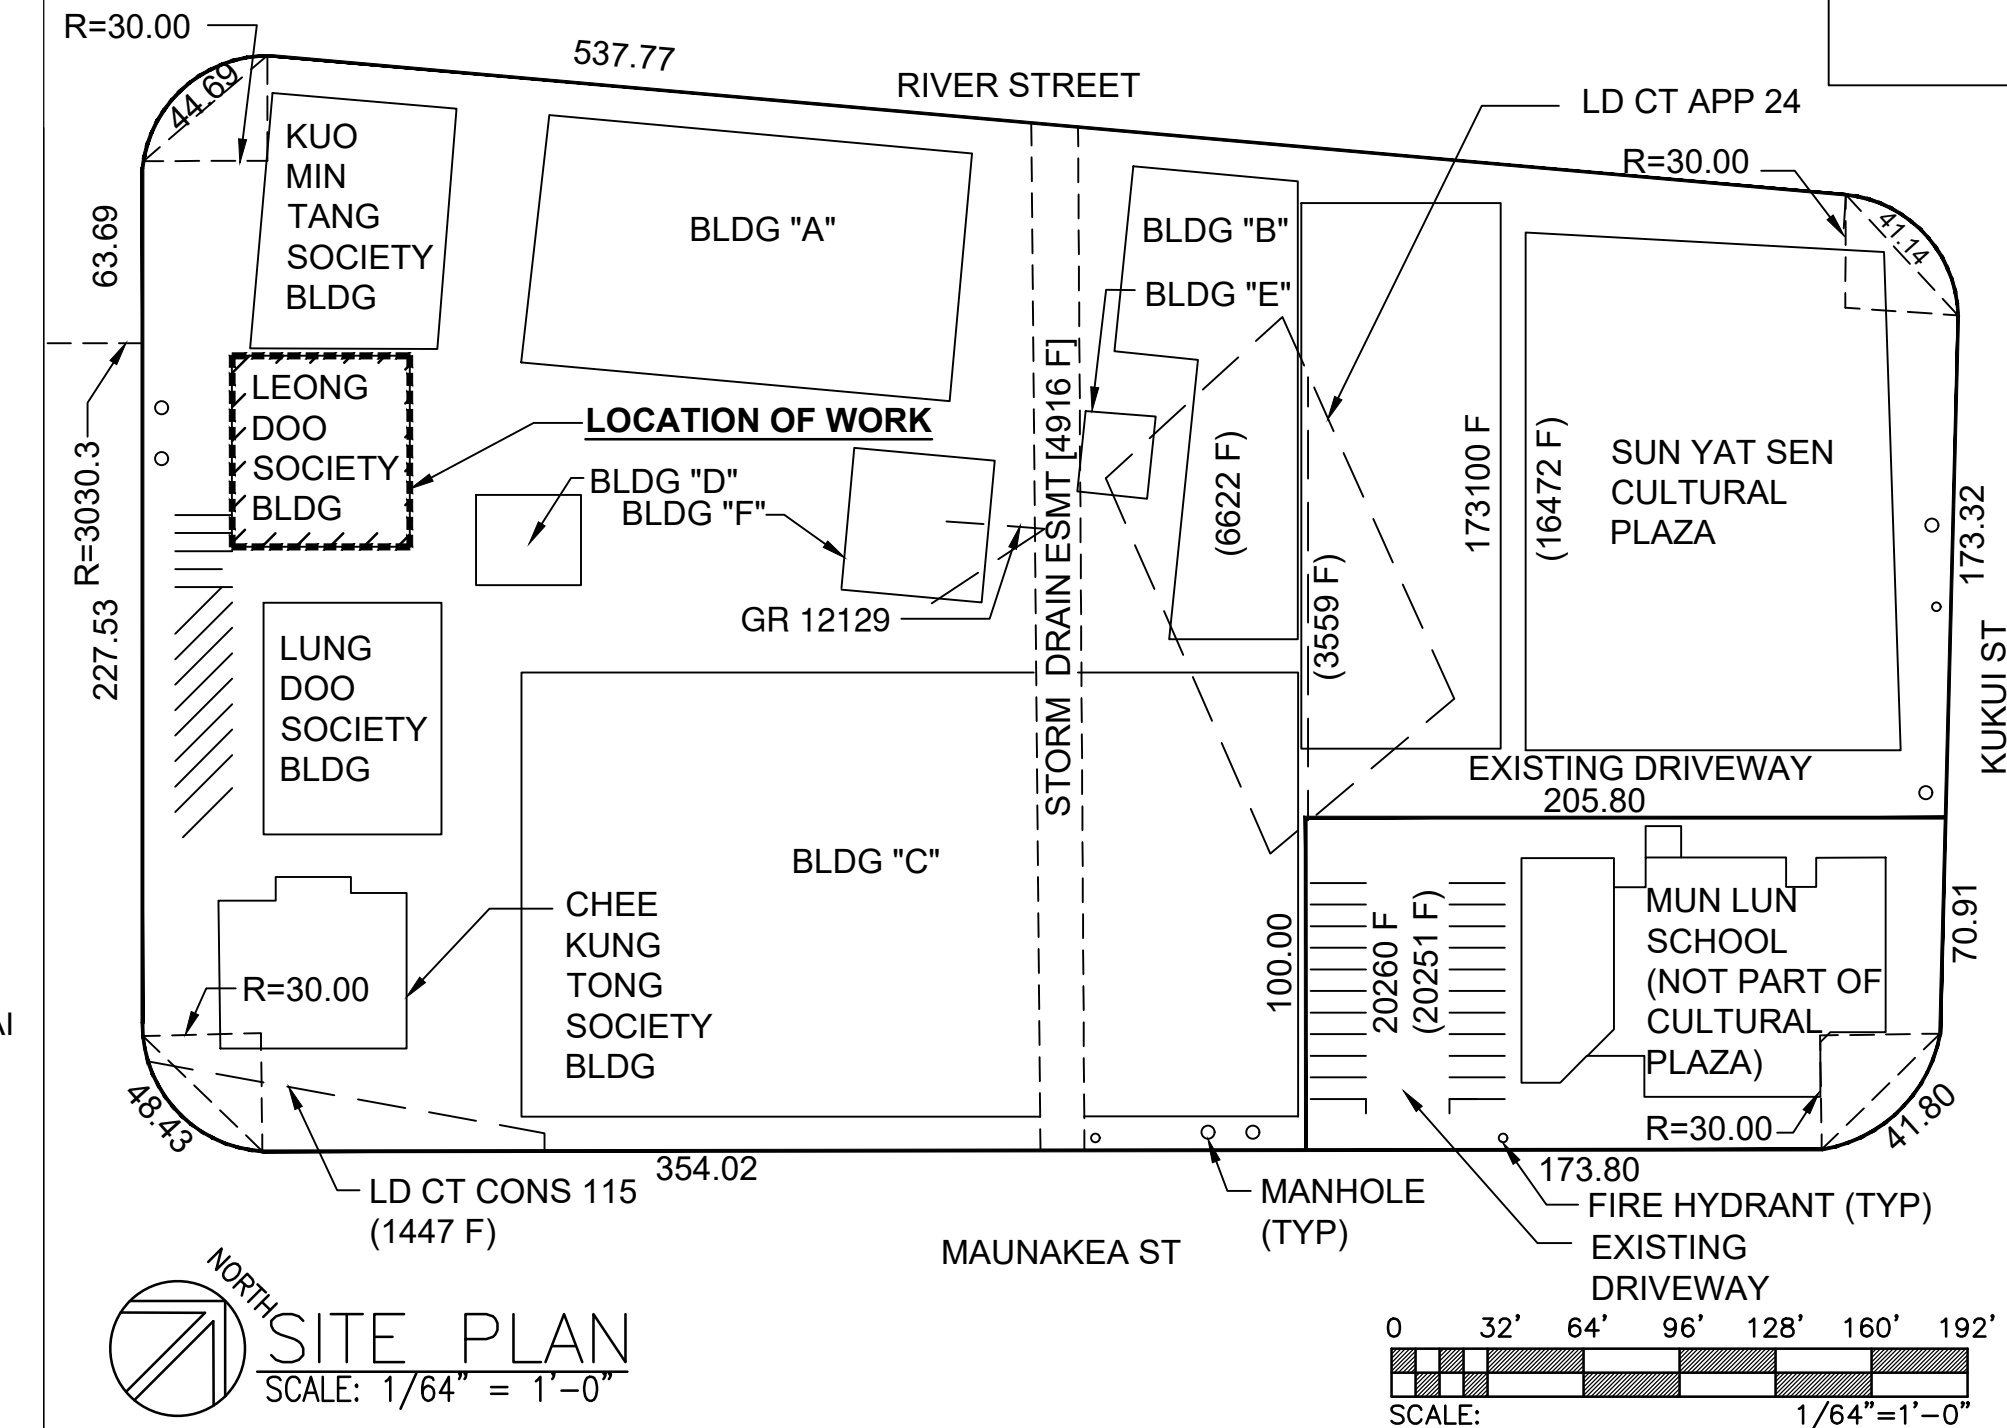 R=30.00
537.77
RIVER STREET
44.69
LD CT APP 24
R=30.00
41.14
KUO
MIN
TANG
SOCIETY
BLDG
63.69
BLDG "A"
BLDG "B"
BLDG "E"
LEONG
DOO
SOCIETY
BLDG
LOCATION OF WORK
R=3030.3
227.53
BLDG "D"
BLDG "F"
GR 12129
STORM DRAIN ESMT [4916 F]
(6622 F)
(3559 F)
173100 F
(16472 F)
SUN YAT SEN
CULTURAL
PLAZA
173.32
KUKUI ST
LUNG
DOO
SOCIETY
BLDG
EXISTING DRIVEWAY
205.80
BLDG "C"
CHEE
KUNG
TONG
SOCIETY
BLDG
R=30.00
100.00
20260 F
(20251 F)
MUN LUN
SCHOOL
(NOT PART OF
CULTURAL
PLAZA)
70.91
R=30.00
41.80
AI
48.43
354.02
173.80
LD CT CONS 115
(1447 F)
MANHOLE
(TYP)
FIRE HYDRANT (TYP)
EXISTING
DRIVEWAY
MAUNAKEA ST
NORTH
SITE PLAN
SCALE: 1/64" = 1'-0"
0 32' 64' 96' 128' 160' 192'
SCALE: 1/64"=1'-0"